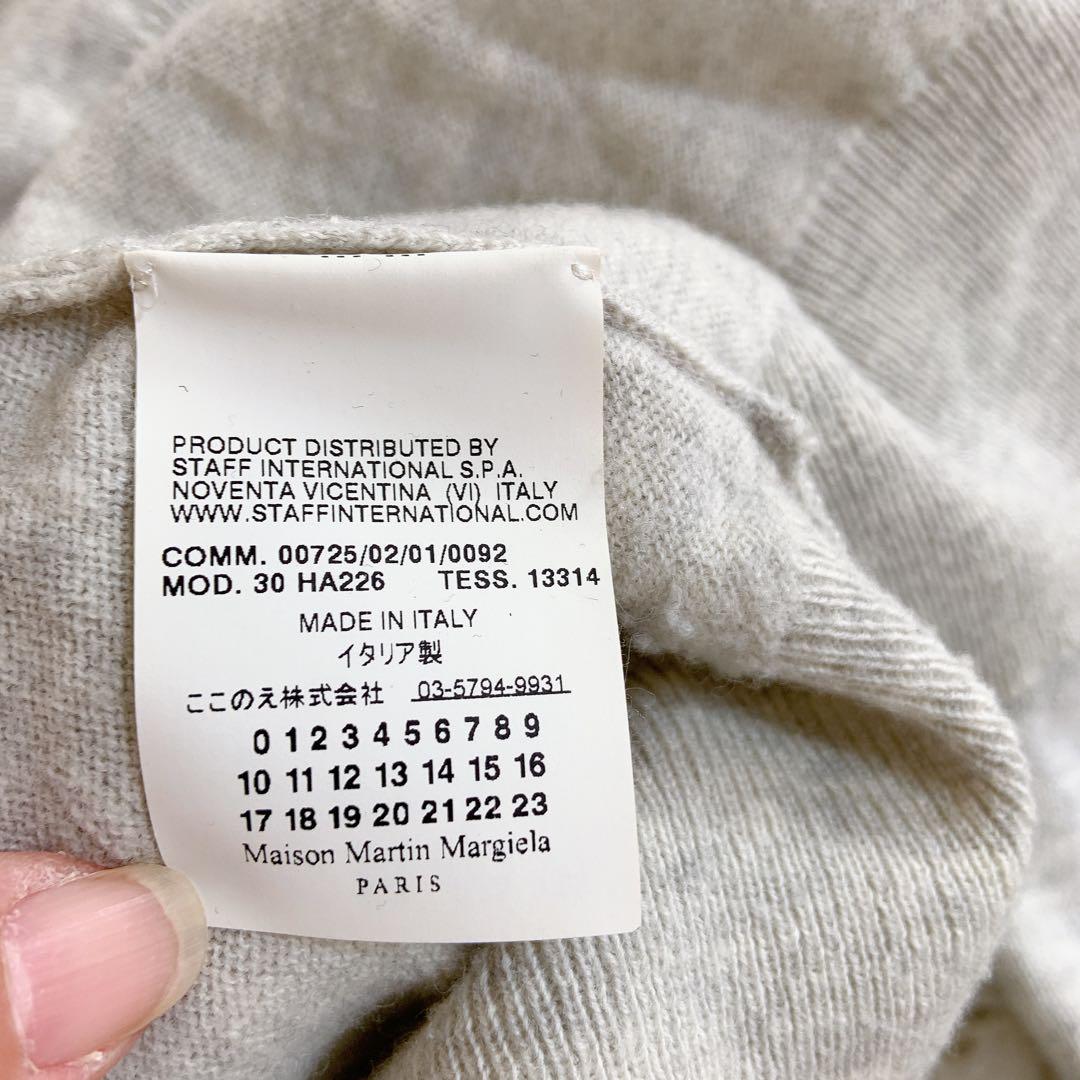 PRODUCT DISTRIBUTED BY
STAFF INTERNATIONAL S.P.A.
NOVENTA VICENTINA (VI) ITALY
WWW.STAFFINTERNATIONAL.COM
COMM. 00725/02/01/0092
MOD. 30 HA226 TESS. 13314
MADE IN ITALY
イタリア製
ここのえ株式会社 03-5794-9931
0 1 2 3 4 5 6 7 8 9
10 11 12 13 14 15 16
17 18 19 20 21 22 23
Maison Martin Margiela
PARIS